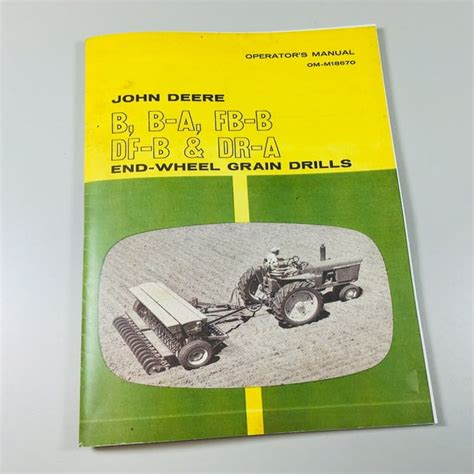 OPERATOR'S MANUAL
OM-M18670
JOHN DEERE
B, B-A, FB-B
DF-B & DR-A
END-WHEEL GRAIN DRILLS